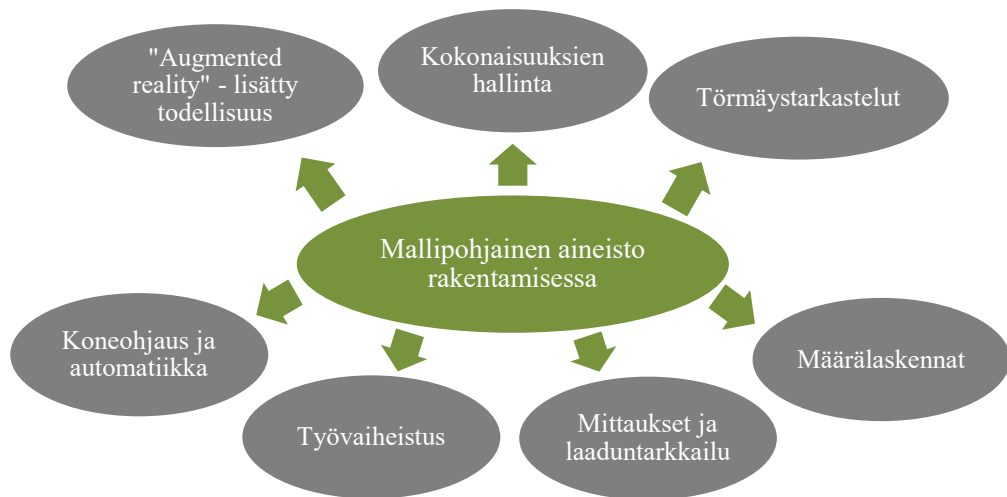 "Augmented
reality" - lisätty
todellisuus
Kokonaisuuksien
hallinta
Törmäystarkastelut
Mallipohjainen aineisto
rakentamisessa
Koneohjaus ja
automatiikka
Työvaiheistus
Mittaukset ja
laaduntarkkailu
Määrälaskennat